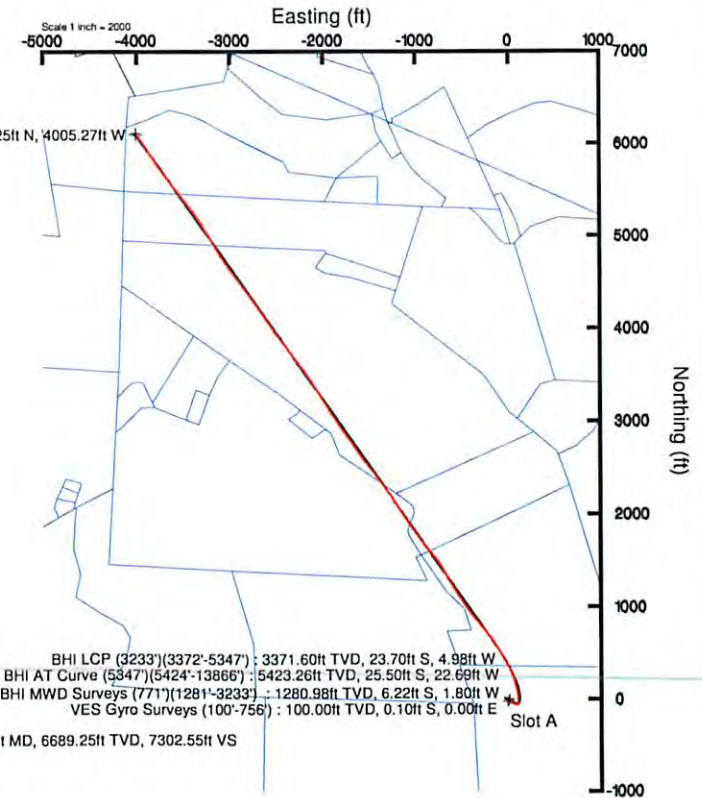 Easting (ft)
Scale 1 inch = 2000
-5000 -4000 -3000 -2000 -1000 0 1000
7000
25ft N, 4005.27ft W
6000
5000
4000
Northing (ft)
3000
2000
1000
BHI LCP (3233')(3372'-5347') : 3371.60ft TVD, 23.70ft S, 4.98ft W
BHI AT Curve (5347')(5424'-13866') : 5423.26ft TVD, 25.50ft S, 22.69ft W
BHI MWD Surveys (771')(1281'-3233') : 1280.98ft TVD, 6.22ft S, 1.80ft W
0
VES Gyro Surveys (100'-756') : 100.00ft TVD, 0.10ft S, 0.00ft E
Slot A
t MD, 6689.25ft TVD, 7302.55ft VS
-1000